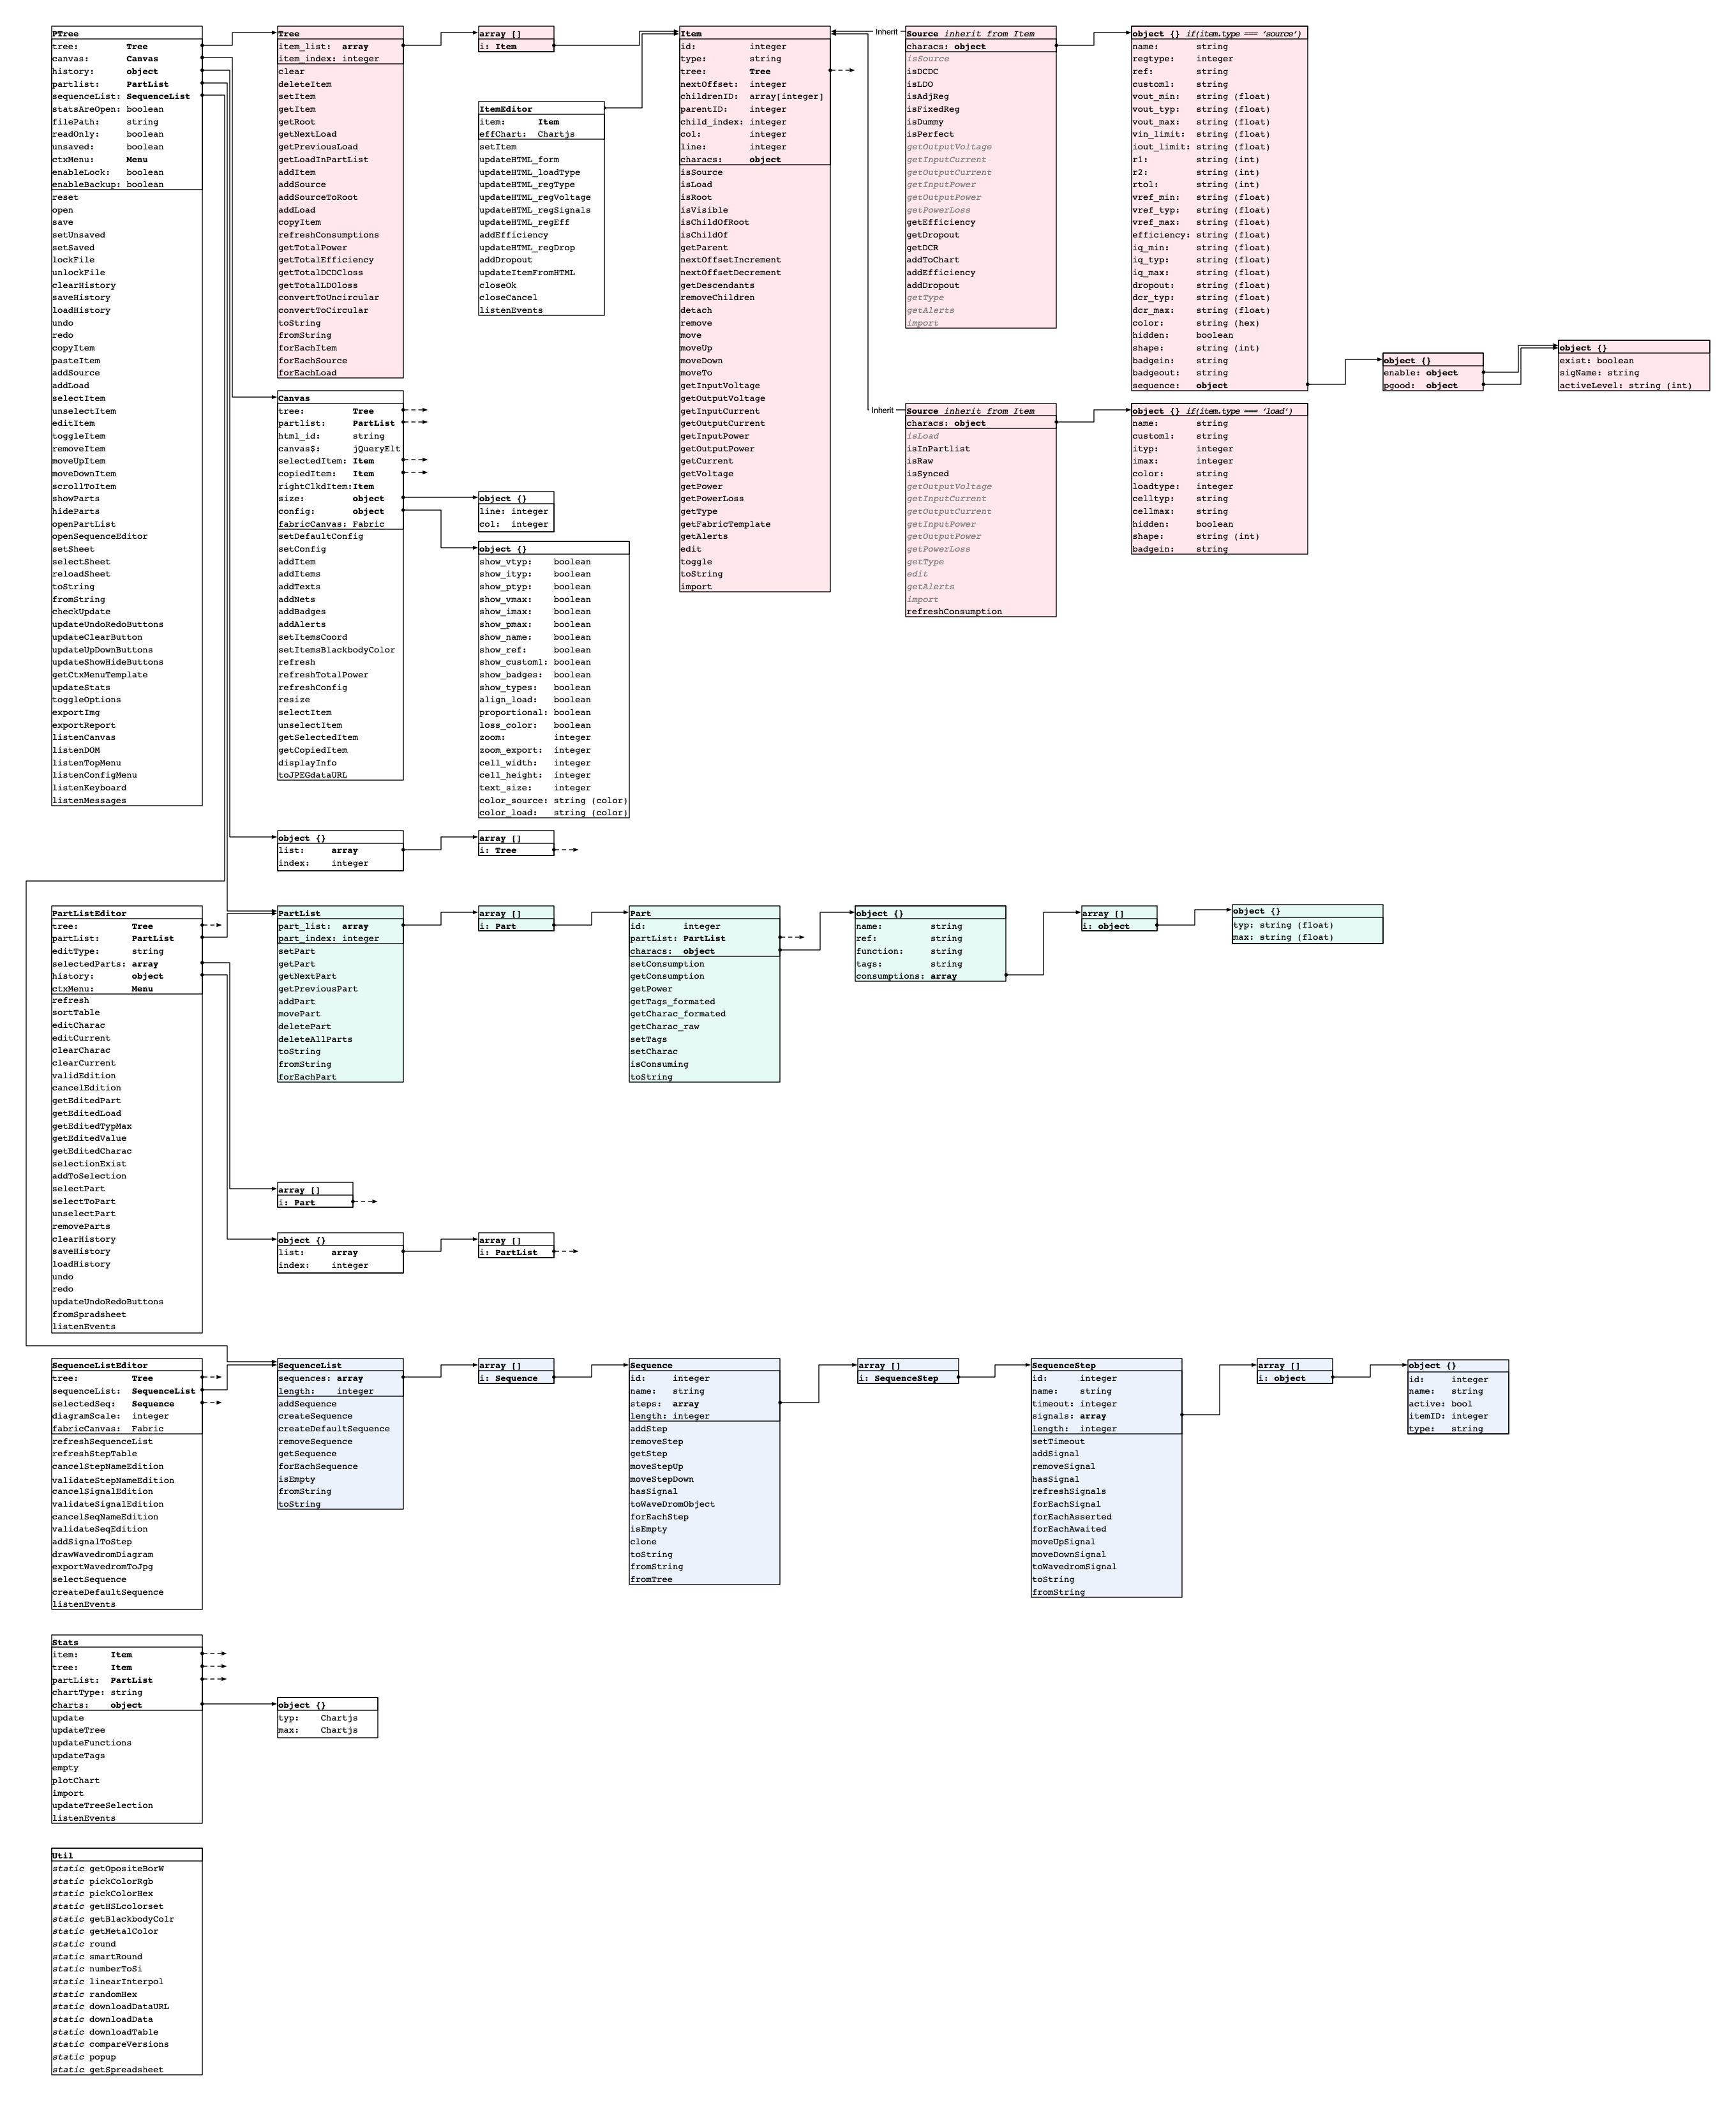 PTree
tree: Tree
canvas: Canvas
history: object
partlist: PartList
sequenceList: SequenceList
statsAreOpen: boolean
filePath: string
readOnly: boolean
unsaved: boolean
ctxMenu: Menu
enableLock: boolean
enableBackup: boolean
reset
open
save
setUnsaved
setSaved
lockFile
unlockFile
clearHistory
saveHistory
loadHistory
undo
redo
copyItem
pasteItem
addSource
addLoad
selectItem
unselectItem
editItem
toggleItem
removeItem
moveUpItem
moveDownItem
scrollToItem
showParts
hideParts
openPartList
openSequenceEditor
setSheet
selectSheet
reloadSheet
toString
fromString
checkUpdate
updateUndoRedoButtons
updateClearButton
updateUpDownButtons
updateShowHideButtons
getCtxMenuTemplate
updateStats
toggleOptions
exportImg
exportReport
listenCanvas
listenDOM
listenTopMenu
listenConfigMenu
listenKeyboard
listenMessages
Tree
item_list: array
item_index: integer
clear
deleteItem
setItem
getItem
getRoot
getNextLoad
getPreviousLoad
getLoadInPartList
addItem
addSource
addSourceToRoot
addLoad
copyItem
refreshConsumptions
getTotalPower
getTotalEfficiency
getTotalDCDCloss
getTotalLDOloss
convertToUncircular
convertToCircular
toString
fromString
forEachItem
forEachSource
forEachLoad
array []
i: Item
ItemEditor
item: Item
effChart: Chartjs
setItem
updateHTML_form
updateHTML_loadType
updateHTML_regType
updateHTML_regVoltage
updateHTML_regSignals
updateHTML_regEff
addEfficiency
updateHTML_regDrop
addDropout
updateItemFromHTML
closeOk
closeCancel
listenEvents
Item
id: integer
type: string
tree: Tree
nextOffset: integer
childrenID: array[integer]
parentID: integer
child_index: integer
col: integer
line: integer
characs: object
isSource
isLoad
isRoot
isVisible
isChildOfRoot
isChildOf
getParent
nextOffsetIncrement
nextOffsetDecrement
getDescendants
removeChildren
detach
remove
move
moveUp
moveDown
moveTo
getInputVoltage
getOutputVoltage
getInputCurrent
getOutputCurrent
getInputPower
getOutputPower
getCurrent
getVoltage
getPower
getPowerLoss
getType
getFabricTemplate
getAlerts
edit
toggle
toString
import
Inherit
Source inherit from Item
characs: object
isSource
isDCDC
isLDO
isAdjReg
isFixedReg
isDummy
isPerfect
getOutputVoltage
getInputCurrent
getOutputCurrent
getInputPower
getOutputPower
getPowerLoss
getEfficiency
getDropout
getDCR
addToChart
addEfficiency
addDropout
getType
getAlerts
import
object {} if(item.type === 'source')
name: string
regtype: integer
ref: string
custom1: string
vout_min: string (float)
vout_typ: string (float)
vout_max: string (float)
vin_limit: string (float)
iout_limit: string (float)
r1: string (int)
r2: string (int)
rtol: string (int)
vref_min: string (float)
vref_typ: string (float)
vref_max: string (float)
efficiency: string (float)
iq_min: string (float)
iq_typ: string (float)
iq_max: string (float)
dropout: string (float)
dcr_typ: string (float)
dcr_max: string (float)
color: string (hex)
hidden: boolean
shape: string (int)
badgein: string
badgeout: string
sequence: object
object {}
enable: object
pgood: object
object {}
exist: boolean
sigName: string
activeLevel: string (int)
Inherit
Source inherit from Item
characs: object
isLoad
isInPartlist
isRaw
isSynced
getOutputVoltage
getInputCurrent
getOutputCurrent
getInputPower
getOutputPower
getPowerLoss
getType
edit
getAlerts
import
refreshConsumption
object {} if(item.type === 'load')
name: string
custom1: string
ityp: integer
imax: integer
color: string
loadtype: integer
celltyp: string
cellmax: string
hidden: boolean
shape: string (int)
badgein: string
Canvas
tree: Tree
partlist: PartList
html_id: string
canvas$: jQueryElt
selectedItem: Item
copiedItem: Item
rightClkdItem: Item
size: object
config: object
fabricCanvas: Fabric
setDefaultConfig
setConfig
addItem
addItems
addTexts
addNets
addBadges
addAlerts
setItemsCoord
setItemsBlackbodyColor
refresh
refreshTotalPower
refreshConfig
resize
selectItem
unselectItem
getSelectedItem
getCopiedItem
displayInfo
toJPEGdataURL
object {}
line: integer
col: integer
object {}
show_vtyp: boolean
show_ityp: boolean
show_ptyp: boolean
show_vmax: boolean
show_imax: boolean
show_pmax: boolean
show_name: boolean
show_ref: boolean
show_custom1: boolean
show_badges: boolean
show_types: boolean
align_load: boolean
proportional: boolean
loss_color: boolean
zoom: integer
zoom_export: integer
cell_width: integer
cell_height: integer
text_size: integer
color_source: string (color)
color_load: string (color)
object {}
list: array
index: integer
array []
i: Tree
PartListEditor
tree: Tree
partList: PartList
editType: string
selectedParts: array
history: object
ctxMenu: Menu
refresh
sortTable
editCharac
editCurrent
clearCharac
clearCurrent
validEdition
cancelEdition
getEditedPart
getEditedLoad
getEditedTypMax
getEditedValue
getEditedCharac
selectionExist
addToSelection
selectPart
selectToPart
unselectPart
removeParts
clearHistory
saveHistory
loadHistory
undo
redo
updateUndoRedoButtons
fromSpradsheet
listenEvents
PartList
part_list: array
part_index: integer
setPart
getPart
getNextPart
getPreviousPart
addPart
movePart
deletePart
deleteAllParts
toString
fromString
forEachPart
array []
i: Part
Part
id: integer
partList: PartList
characs: object
setConsumption
getConsumption
getPower
getTags_formated
getCharac_formated
getCharac_raw
setTags
setCharac
isConsuming
toString
object {}
name: string
ref: string
function: string
tags: string
consumptions: array
array []
i: object
object {}
typ: string (float)
max: string (float)
array []
i: Part
object {}
list: array
index: integer
array []
i: PartList
SequenceListEditor
tree: Tree
sequenceList: SequenceList
selectedSeq: Sequence
diagramScale: integer
fabricCanvas: Fabric
refreshSequenceList
refreshStepTable
cancelStepNameEdition
validateStepNameEdition
cancelSignalEdition
validateSignalEdition
cancelSeqNameEdition
validateSeqEdition
addSignalToStep
drawWavedromDiagram
exportWavedromToJpg
selectSequence
createDefaultSequence
listenEvents
SequenceList
sequences: array
length: integer
addSequence
createSequence
createDefaultSequence
removeSequence
getSequence
forEachSequence
isEmpty
fromString
toString
array []
i: Sequence
Sequence
id: integer
name: string
steps: array
length: integer
addStep
removeStep
getStep
moveStepUp
moveStepDown
hasSignal
toWaveDromObject
forEachStep
isEmpty
clone
toString
fromString
fromTree
array []
i: SequenceStep
SequenceStep
id: integer
name: string
timeout: integer
signals: array
length: integer
setTimeout
addSignal
removeSignal
hasSignal
refreshSignals
forEachSignal
forEachAsserted
forEachAwaited
moveUpSignal
moveDownSignal
toWavedromSignal
toString
fromString
array []
i: object
object {}
id: integer
name: string
active: bool
itemID: integer
type: string
Stats
item: Item
tree: Item
partList: PartList
chartType: string
charts: object
update
updateTree
updateFunctions
updateTags
empty
plotChart
import
updateTreeSelection
listenEvents
object {}
typ: Chartjs
max: Chartjs
Util
static getOpositeBorW
static pickColorRgb
static pickColorHex
static getHSLcolorset
static getBlackbodyColr
static getMetalColor
static round
static smartRound
static numberToSi
static linearInterpol
static randomHex
static downloadDataURL
static downloadData
static downloadTable
static compareVersions
static popup
static getSpreadsheet